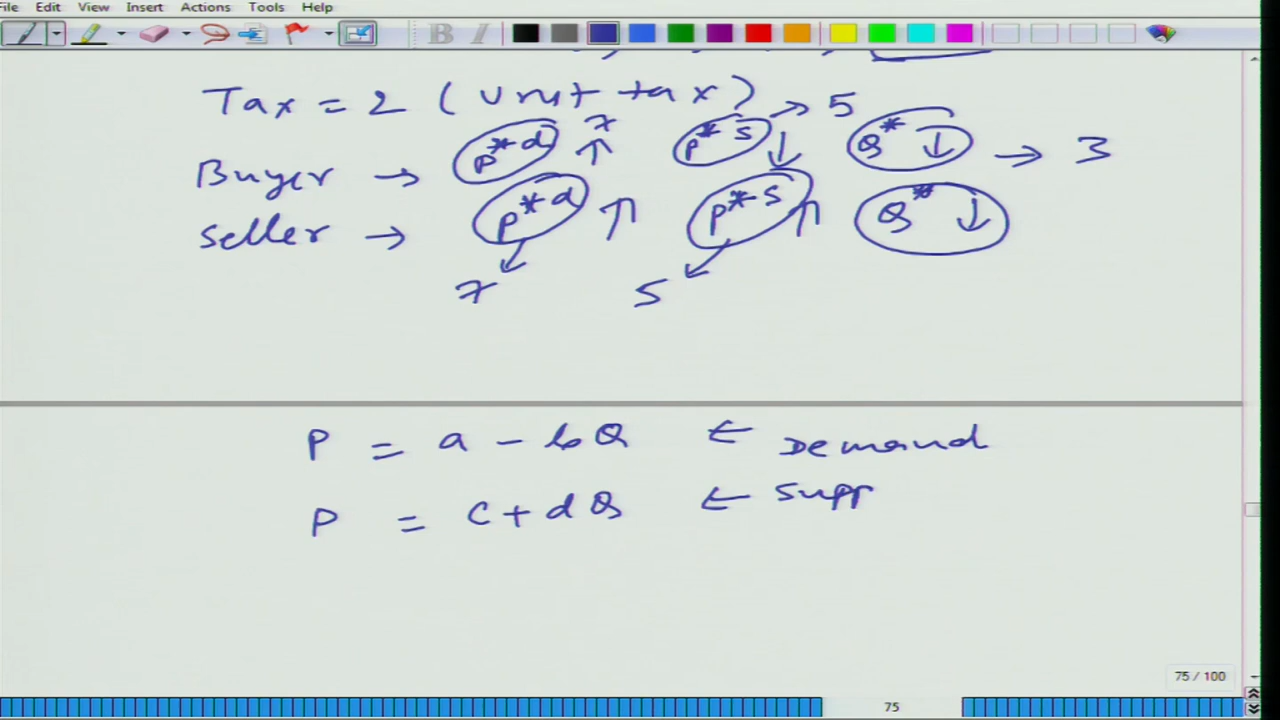 File Edit View Insert Actions Tools Help
B I
Tax = 2 (Unit tax)
Buyer → P*d ↑ 7 P*s ↓ → 5 Q* ↓ → 3
Seller → P*d ↑ P*s ↑ Q* ↓
7 5
P = a - bQ ← Demand
P = c + dQ ← Supp
75 / 100
75